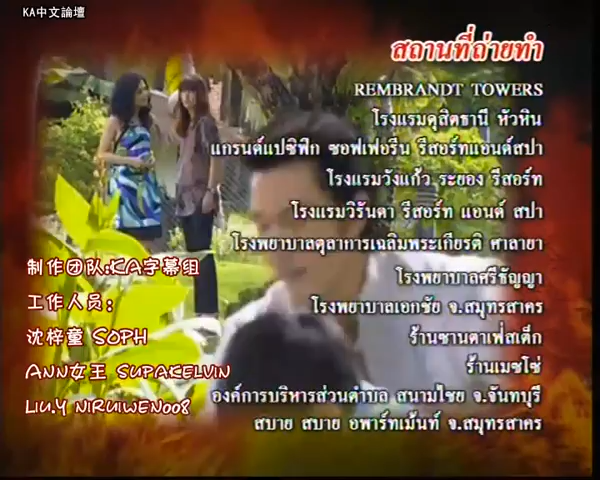 KA中文論壇
สถานที่ถ่ายทำ
REMBRANDT TOWERS
โรงแรมดุสิตธานี หัวหิน
แกรนด์แปซิฟิก ซอฟเฟอรีน รีสอร์ทแอนด์สปา
โรงแรมวังแก้ว ระยอง รีสอร์ท
โรงแรมวิรันดา รีสอร์ท แอนด์ สปา
โรงพยาบาลตุลาการเฉลิมพระเกียรติ ศาลายา
โรงพยาบาลศรีธัญญา
โรงพยาบาลเอกชัย จ.สมุทรสาคร
ร้านซานตาเฟ่สเต็ก
ร้านเมซโซ่
องค์การบริหารส่วนตำบล สนามไชย จ.จันทบุรี
สบาย สบาย อพาร์ทเม้นท์ จ.สมุทรสาคร
制作团队:KA字幕组
工作人员:
沈梓童 SOPH
ANN女王 SUPAKELVIN
LIU.Y NIRUIWEN008